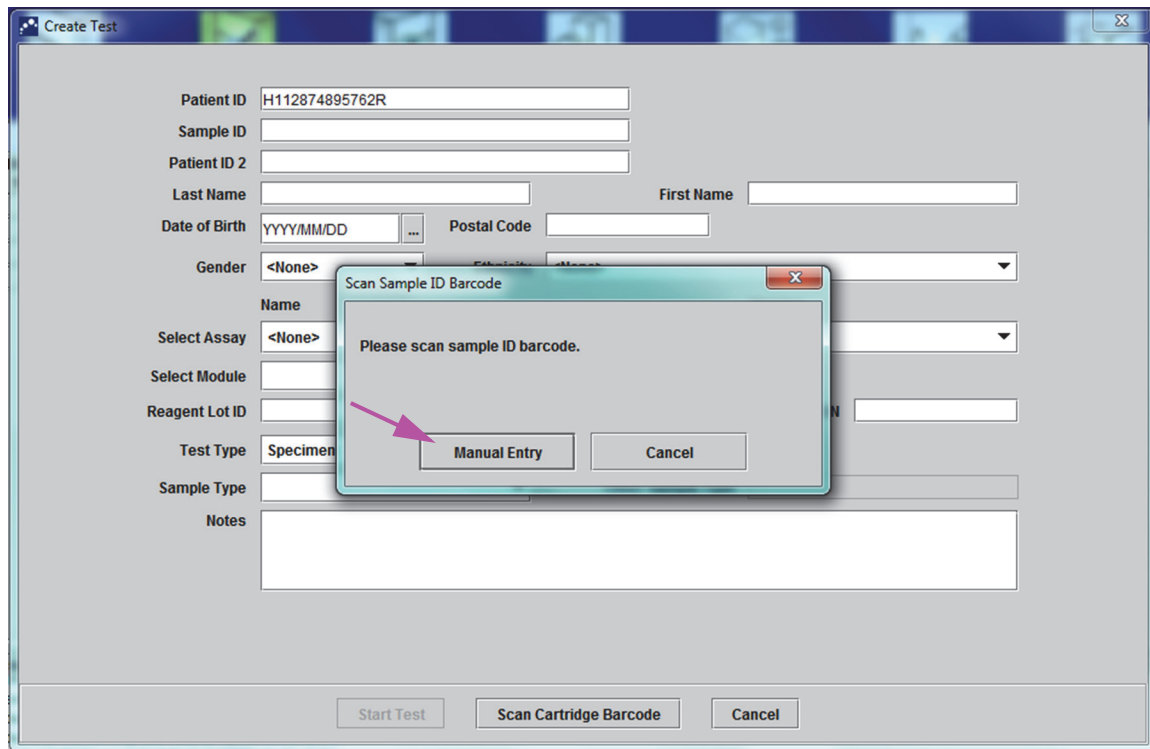 Create Test
Patient ID H112874895762R
Sample ID
Patient ID 2
Last Name First Name
Date of Birth YYYY/MM/DD ... Postal Code
Gender <None> Ethnicity <None>
Scan Sample ID Barcode
Name
Select Assay <None>
Please scan sample ID barcode.
Select Module
Reagent Lot ID N
Test Type Specimen
Manual Entry Cancel
Sample Type
Notes
Start Test Scan Cartridge Barcode Cancel